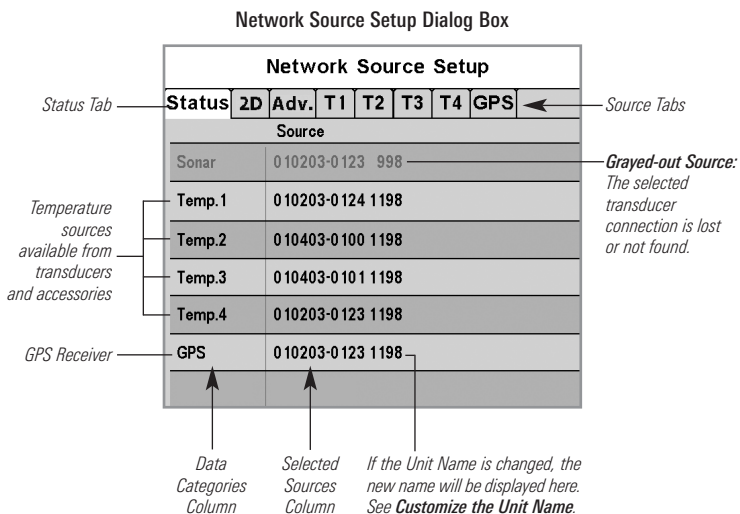 Network Source Setup Dialog Box
Network Source Setup
Status Tab
Status 2D Adv. T1 T2 T3 T4 GPS
Source Tabs
Source
Sonar 010203-0123 998
Grayed-out Source:
The selected
transducer
connection is lost
or not found.
Temperature
sources
available from
transducers
and accessories
Temp.1 010203-0124 1198
Temp.2 010403-0100 1198
Temp.3 010403-0101 1198
Temp.4 010203-0123 1198
GPS Receiver
GPS 010203-0123 1198
Data
Categories
Column
Selected
Sources
Column
If the Unit Name is changed, the
new name will be displayed here.
See Customize the Unit Name.